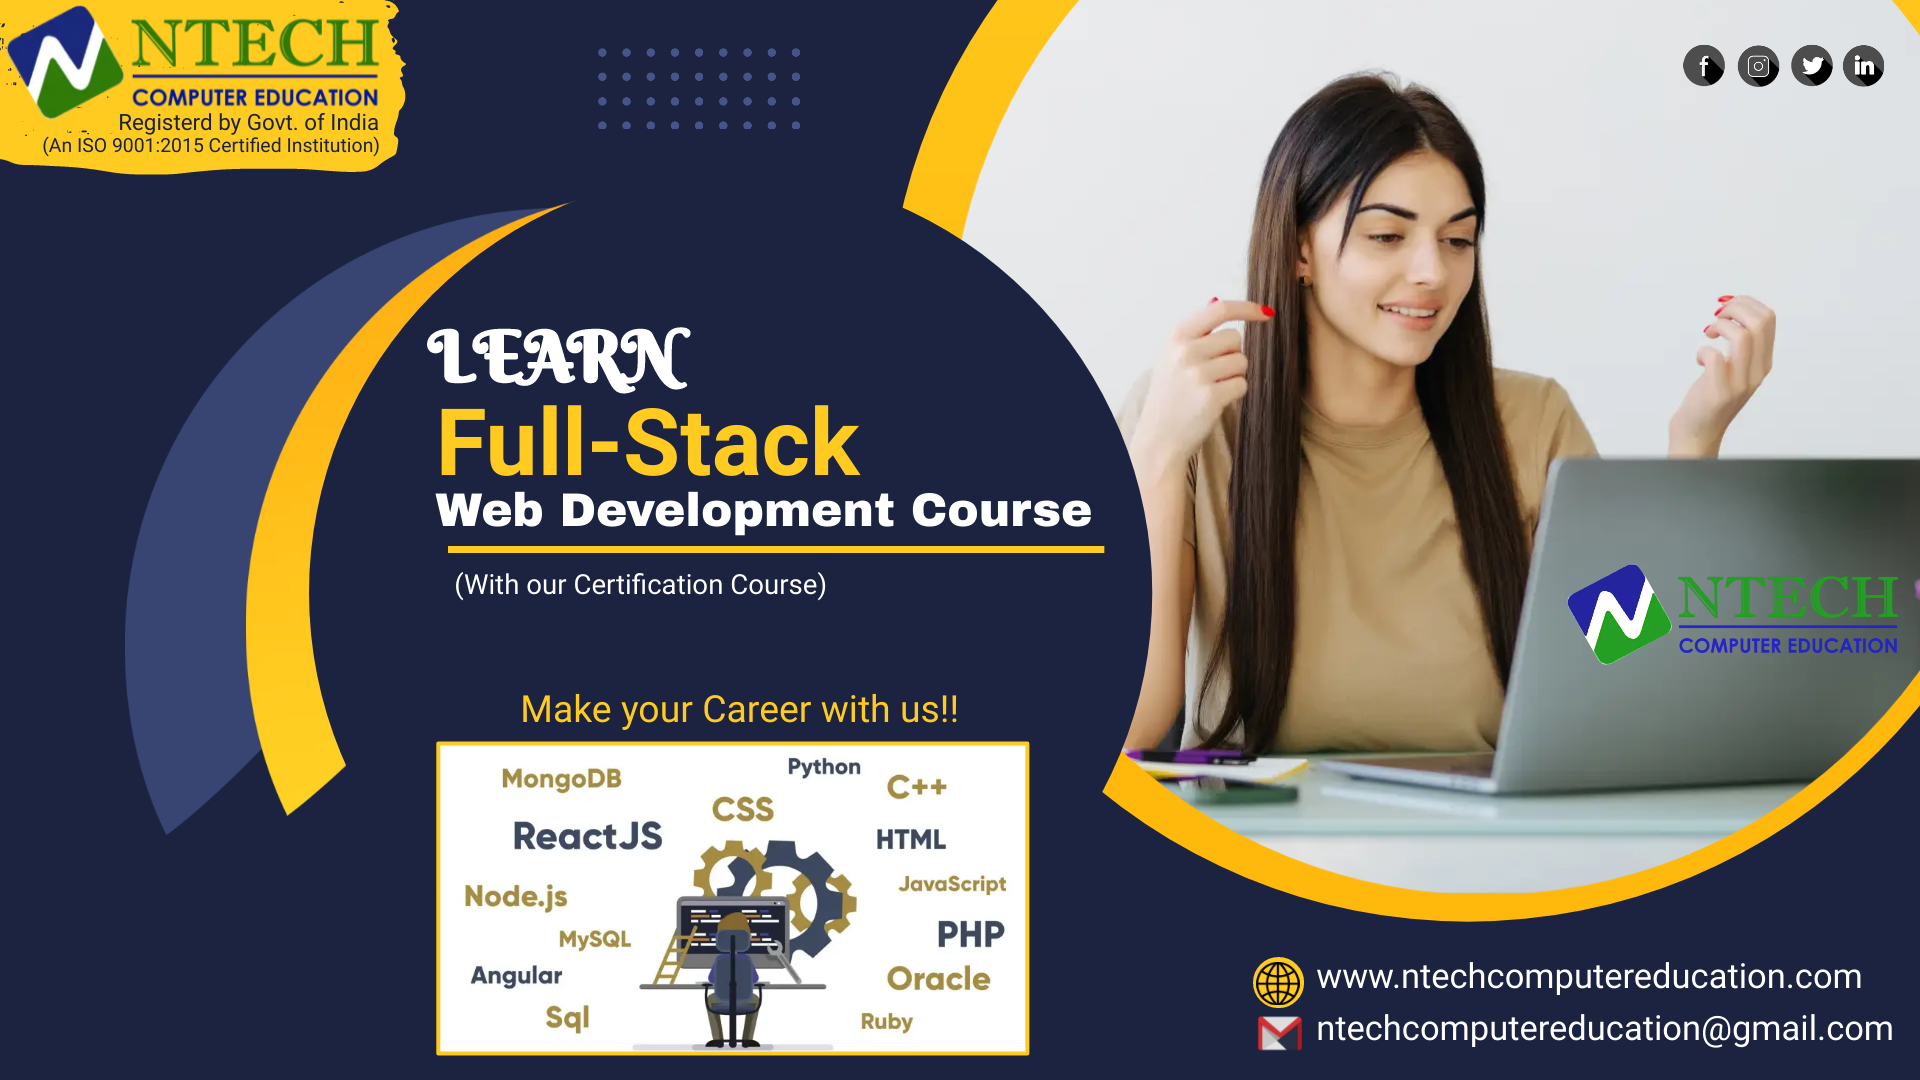 NTECH
COMPUTER EDUCATION
Registerd by Govt. of India
(An ISO 9001:2015 Certified Institution)
LEARN
Full-Stack
Web Development Course
(With our Certification Course)
Make your Career with us!!
MongoDB
Python
C++
CSS
ReactJS
HTML
Node.js
JavaScript
MySQL
PHP
Angular
Oracle
Sql
Ruby
NTECH
COMPUTER EDUCATION
www.ntechcomputereducation.com
ntechcomputereducation@gmail.com